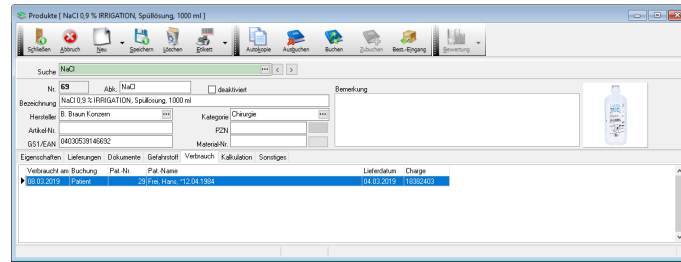 Produkte [ NaCl 0,9 % IRRIGATION, Spüllösung, 1000 ml ]
Schließen Abbruch Neu Speichern Löschen Etikett Autokopie Ausbuchen Buchen Zubuchen Best.-Eingang Bewertung
Suche NaCl
Nr. 69 Abk. NaCl deaktiviert Bemerkung
Bezeichnung NaCl 0,9 % IRRIGATION, Spüllösung, 1000 ml
Hersteller B. Braun Konzern Kategorie Chirurgie
Artikel-Nr. PZN
GS1/EAN 04030539146692 Material-Nr.
Eigenschaften Lieferungen Dokumente Gefahrstoff Verbrauch Kalkulation Sonstiges
Verbraucht am Buchung Pat.-Nr. Pat.-Name Lieferdatum Charge
08.03.2019 Patient 29 Frei, Hans, *12.04.1984 04.03.2019 18382403